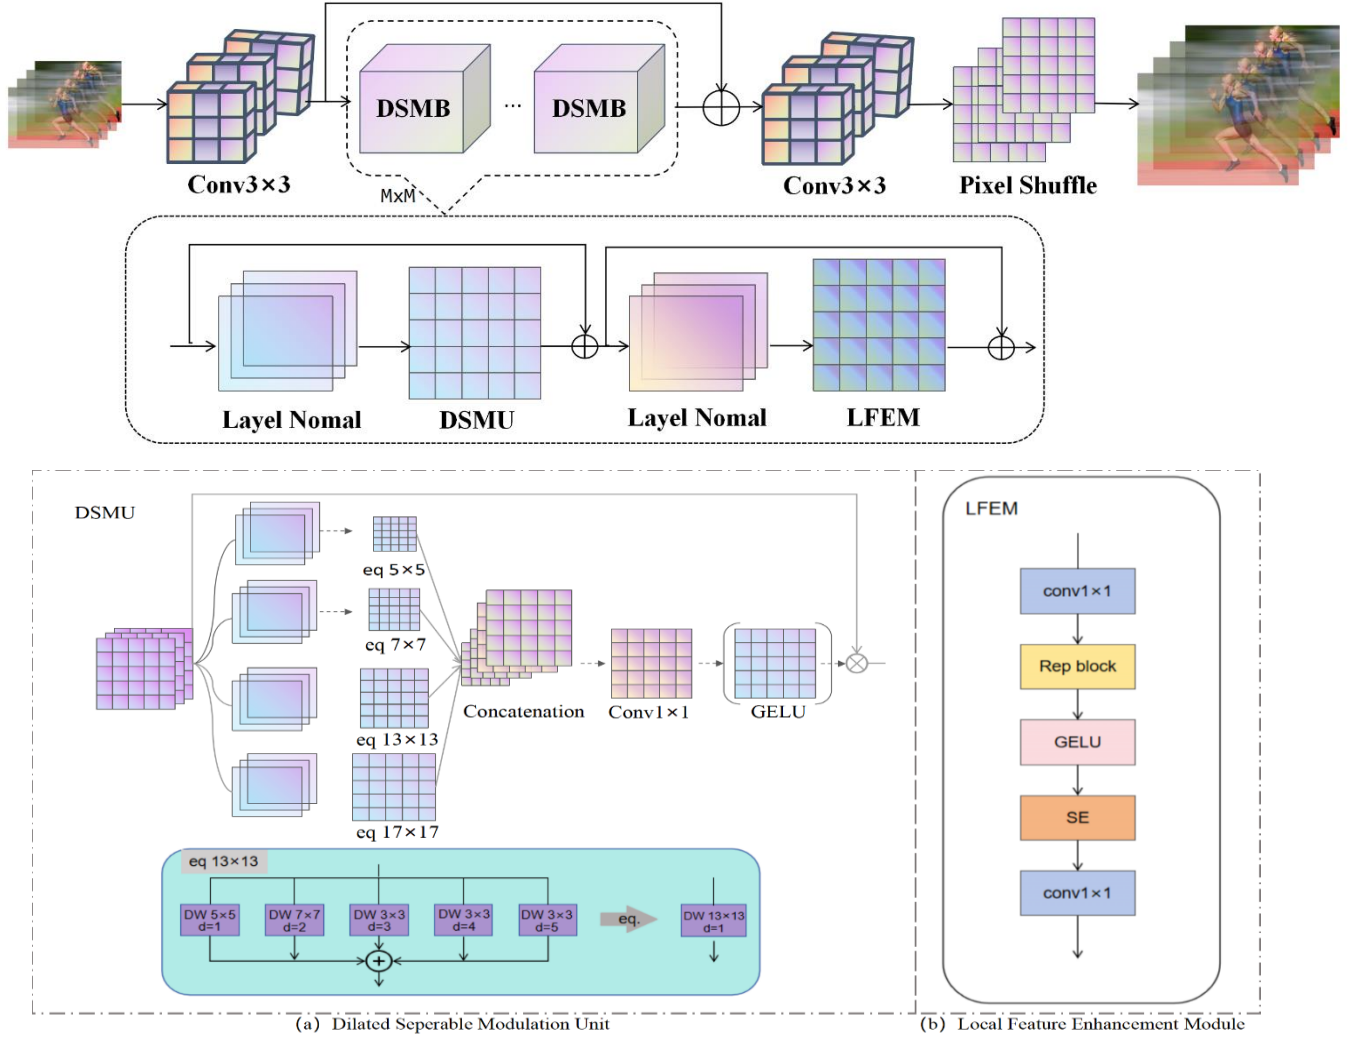 DSMB
...
DSMB
Conv3×3
MxM
Conv3×3
Pixel Shuffle
Layel Nomal
DSMU
Layel Nomal
LFEM
DSMU
eq 5×5
eq 7×7
eq 13×13
eq 17×17
Concatenation
Conv1×1
GELU
eq 13×13
DW 5×5
d=1
DW 7×7
d=2
DW 3×3
d=3
DW 3×3
d=4
DW 3×3
d=5
eq.
DW 13×13
d=1
(a) Dilated Seperable Modulation Unit
LFEM
conv1×1
Rep block
GELU
SE
conv1×1
(b) Local Feature Enhancement Module